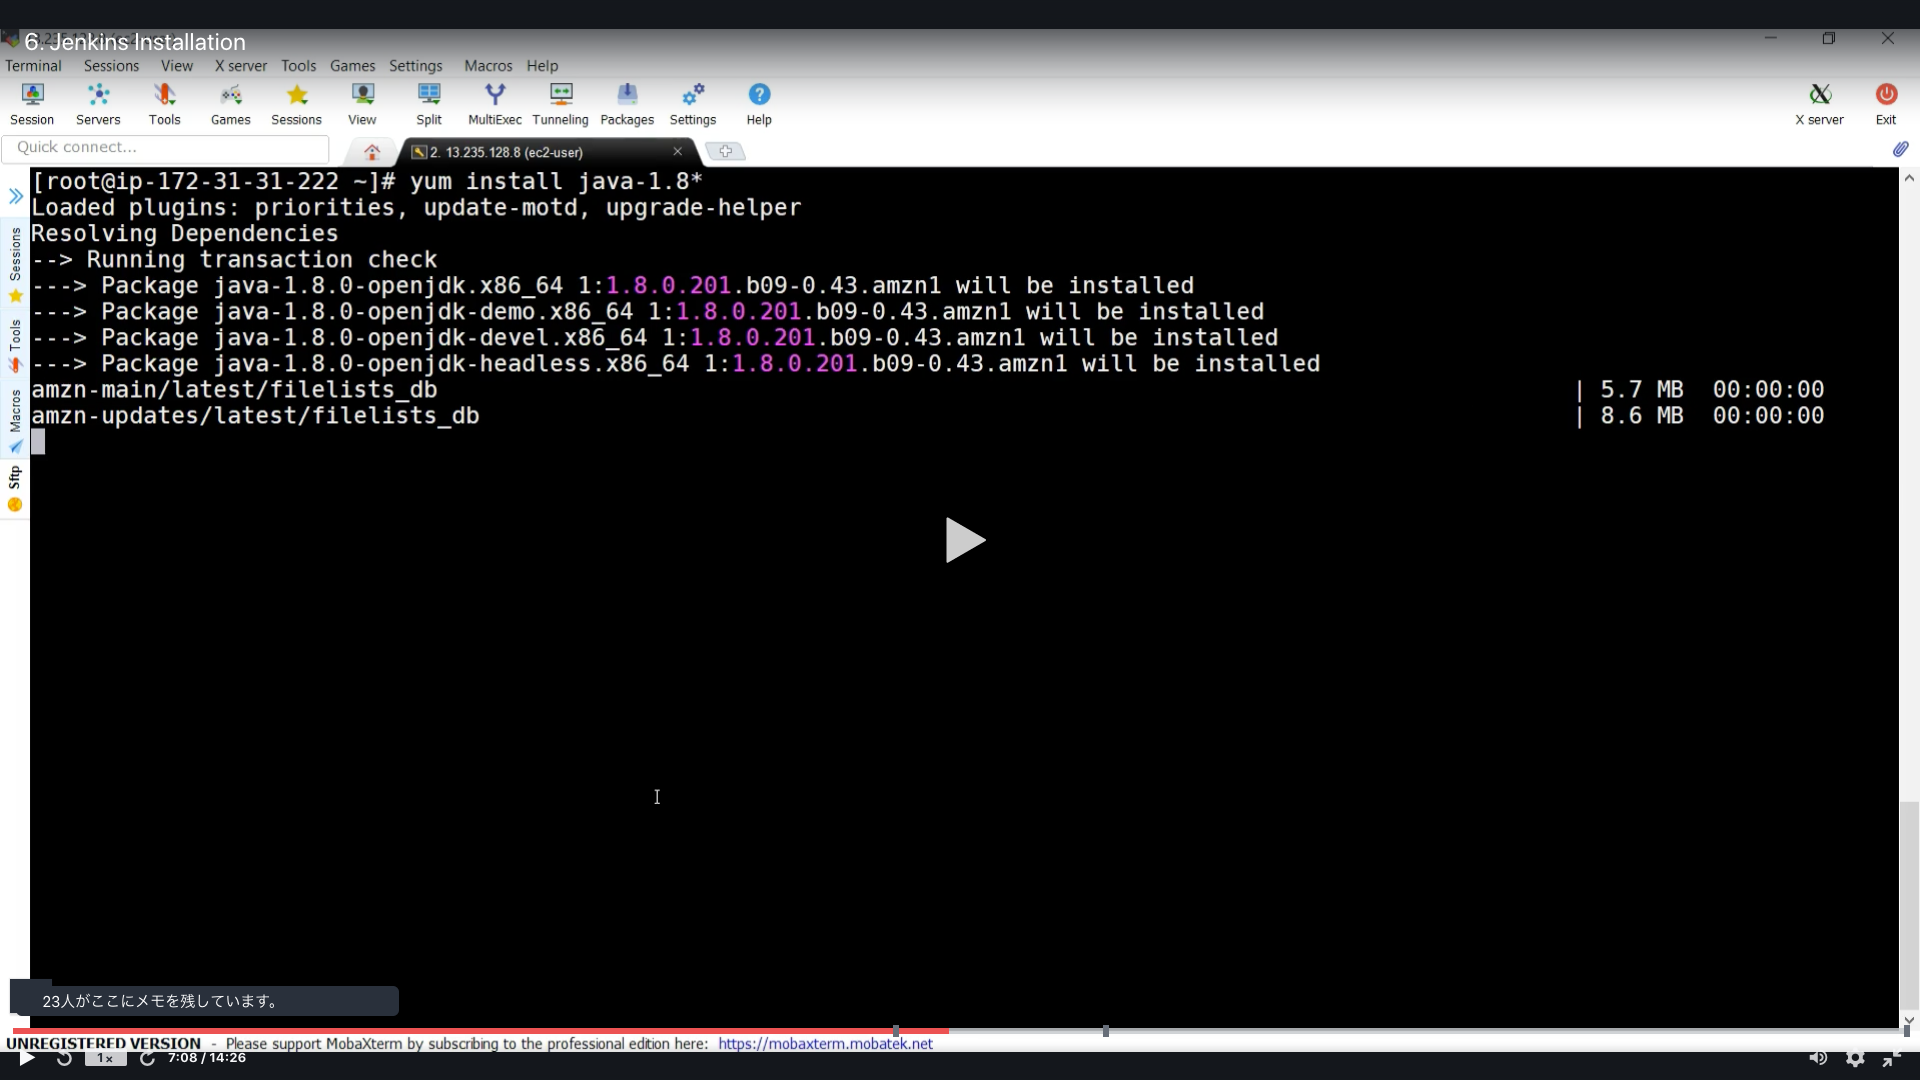 6. Jenkins Installation
Terminal Sessions View X server Tools Games Settings Macros Help
Session Servers Tools Games Sessions View Split MultiExec Tunneling Packages Settings Help X server Exit
Quick connect...
2. 13.235.128.8 (ec2-user)
[root@ip-172-31-31-222 ~]# yum install java-1.8*
Loaded plugins: priorities, update-motd, upgrade-helper
Resolving Dependencies
--> Running transaction check
---> Package java-1.8.0-openjdk.x86_64 1:1.8.0.201.b09-0.43.amzn1 will be installed
---> Package java-1.8.0-openjdk-demo.x86_64 1:1.8.0.201.b09-0.43.amzn1 will be installed
---> Package java-1.8.0-openjdk-devel.x86_64 1:1.8.0.201.b09-0.43.amzn1 will be installed
---> Package java-1.8.0-openjdk-headless.x86_64 1:1.8.0.201.b09-0.43.amzn1 will be installed
amzn-main/latest/filelists_db | 5.7 MB 00:00:00
amzn-updates/latest/filelists_db | 8.6 MB 00:00:00
Sessions
Tools
Macros
Sftp
23人がここにメモを残しています。
UNREGISTERED VERSION - Please support MobaXterm by subscribing to the professional edition here: https://mobaxterm.mobatek.net
1x 7:08 / 14:26